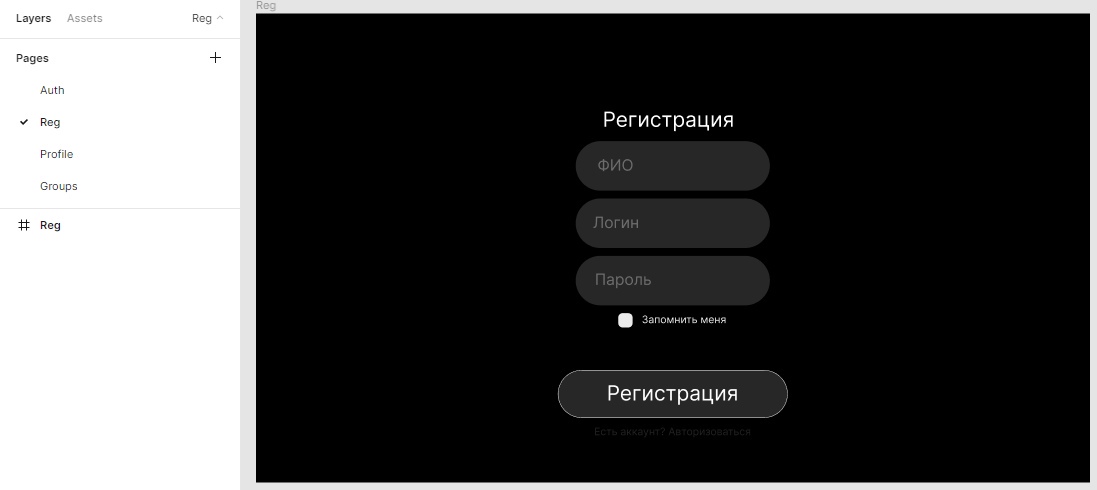 Layers Assets Reg
Pages
Auth
Reg
Profile
Groups
Reg
Reg
Регистрация
ФИО
Логин
Пароль
Запомнить меня
Регистрация
Есть аккаунт? Авторизоваться